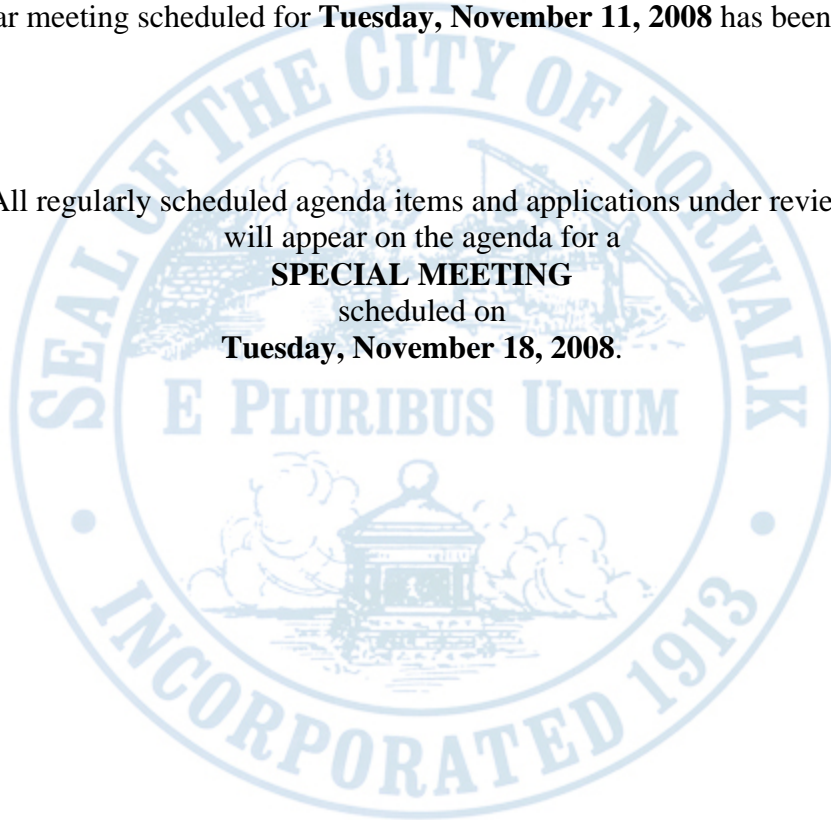 ar meeting scheduled for Tuesday, November 11, 2008 has been
All regularly scheduled agenda items and applications under revie
will appear on the agenda for a
SPECIAL MEETING
scheduled on
Tuesday, November 18, 2008.
SEAL OF THE CITY OF NORWALK
E PLURIBUS UNUM
INCORPORATED 1913